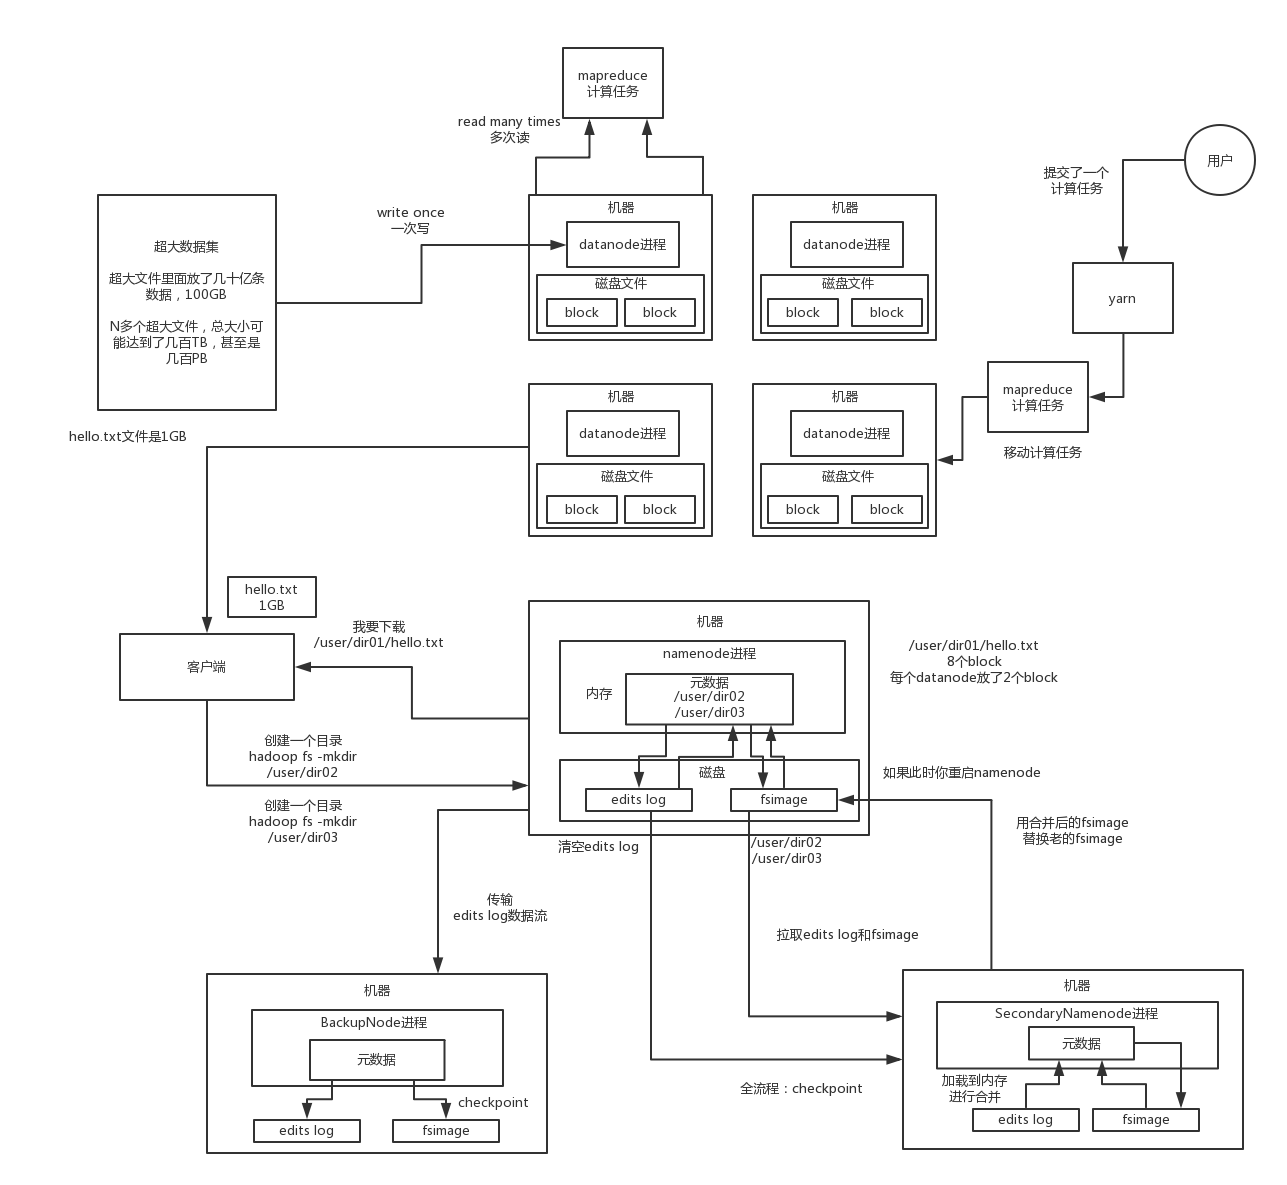 mapreduce
计算任务
read many times
多次读
用户
提交了一个
计算任务
超大数据集
超大文件里面放了几十亿条
数据，100GB
N多个超大文件，总大小可
能达到了几百TB，甚至是
几百PB
write once
一次写
机器
datanode进程
磁盘文件
block
block
机器
datanode进程
磁盘文件
block
block
yarn
mapreduce
计算任务
移动计算任务
hello.txt文件是1GB
机器
datanode进程
磁盘文件
block
block
机器
datanode进程
磁盘文件
block
block
hello.txt
1GB
客户端
我要下载
/user/dir01/hello.txt
机器
namenode进程
内存
元数据
/user/dir02
/user/dir03
/user/dir01/hello.txt
8个block
每个datanode放了2个block
创建一个目录
hadoop fs -mkdir
/user/dir02
创建一个目录
hadoop fs -mkdir
/user/dir03
磁盘
edits log
fsimage
如果此时你重启namenode
清空edits log
/user/dir02
/user/dir03
用合并后的fsimage
替换老的fsimage
传输
edits log数据流
拉取edits log和fsimage
机器
BackupNode进程
元数据
checkpoint
edits log
fsimage
全流程：checkpoint
机器
SecondaryNamenode进程
元数据
加载到内存
进行合并
edits log
fsimage